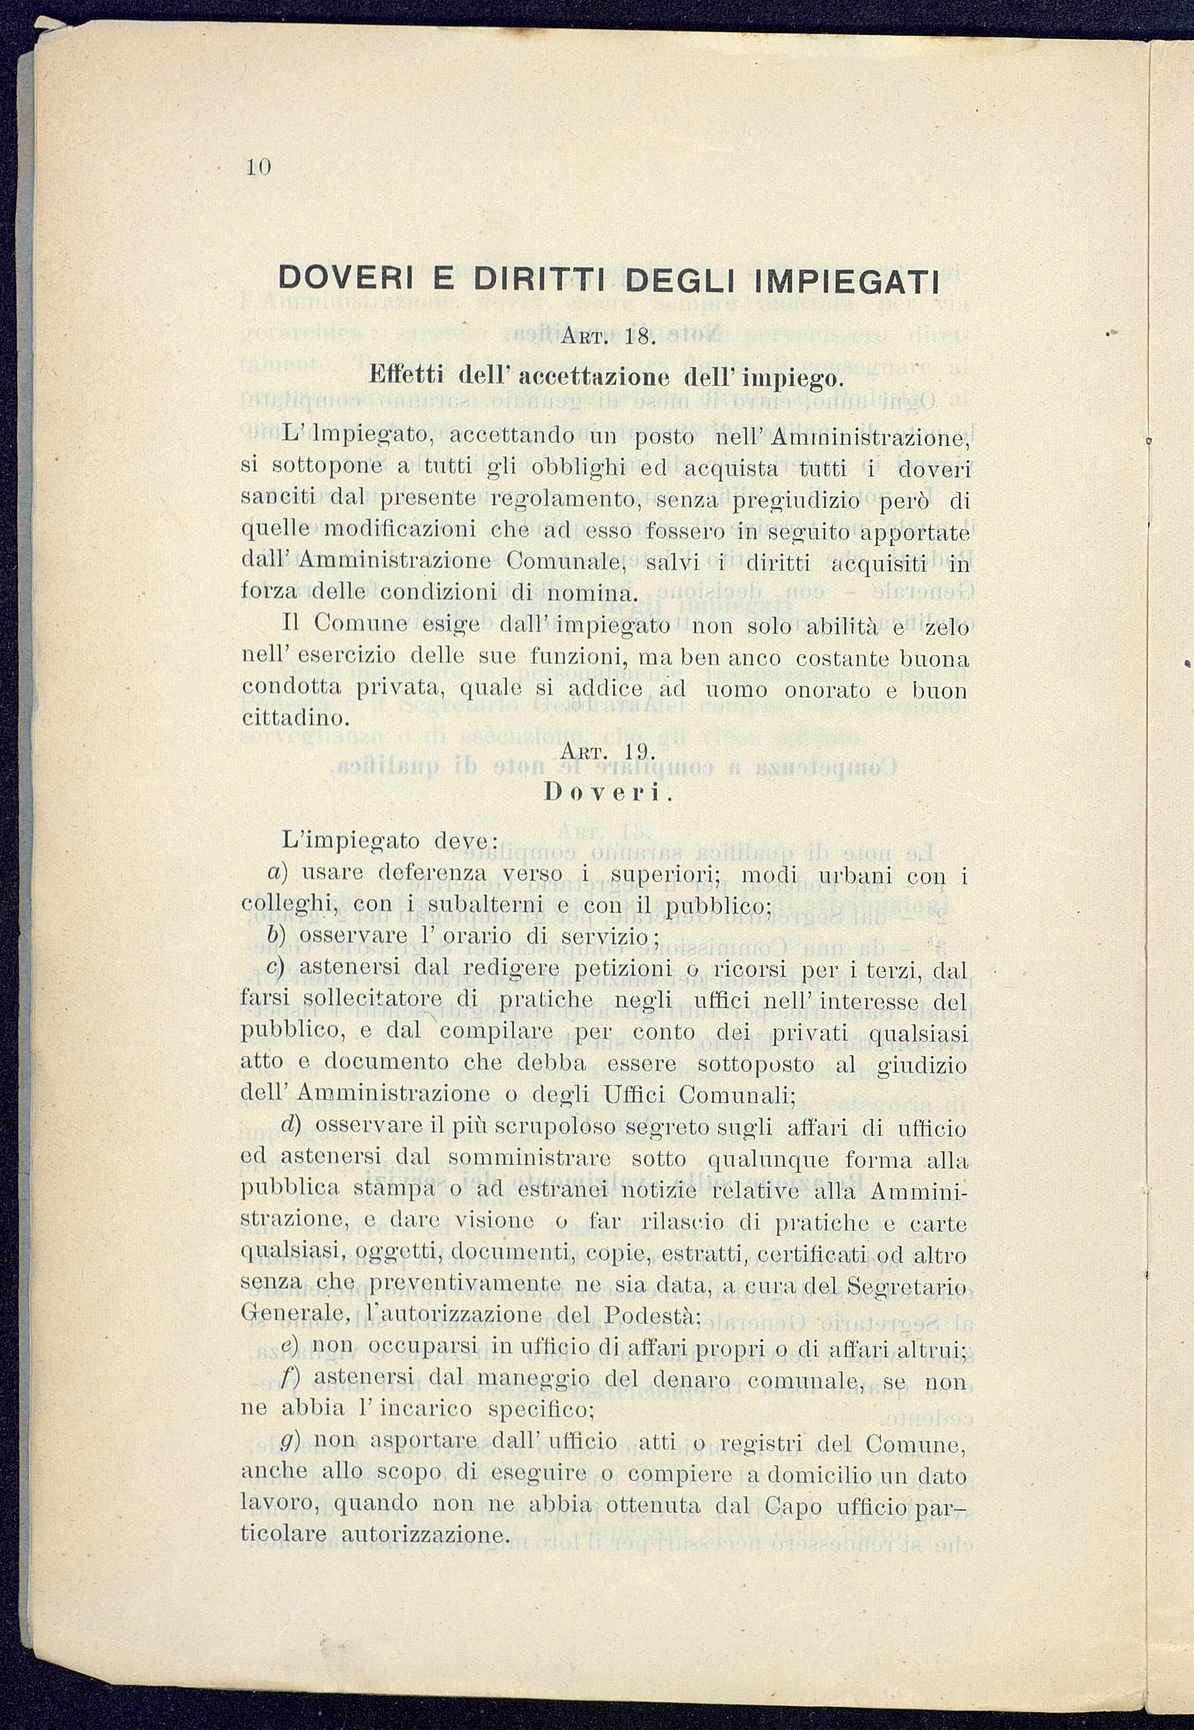 10
DOVERI E DIRITTI DEGLI IMPIEGATI
ART. 18.
Effetti dell' accettazione dell' impiego.
L' Impiegato, accettando un posto nell' Amministrazione,
si sottopone a tutti gli obblighi ed acquista tutti i doveri
sanciti dal presente regolamento, senza pregiudizio però di
quelle modificazioni che ad esso fossero in seguito apportate
dall' Amministrazione Comunale, salvi i diritti acquisiti in
forza delle condizioni di nomina.
Il Comune esige dall' impiegato non solo abilità e zelo
nell' esercizio delle sue funzioni, ma ben anco costante buona
condotta privata, quale si addice ad uomo onorato e buon
cittadino.
ART. 19.
Doveri.
L'impiegato deve:
a) usare deferenza verso i superiori; modi urbani con i
colleghi, con i subalterni e con il pubblico;
b) osservare l' orario di servizio;
c) astenersi dal redigere petizioni o ricorsi per i terzi, dal
farsi sollecitatore di pratiche negli uffici nell' interesse del
pubblico, e dal compilare per conto dei privati qualsiasi
atto e documento che debba essere sottoposto al giudizio
dell' Amministrazione o degli Uffici Comunali;
d) osservare il più scrupoloso segreto sugli affari di ufficio
ed astenersi dal somministrare sotto qualunque forma alla
pubblica stampa o ad estranei notizie relative alla Ammini-
strazione, e dare visione o far rilascio di pratiche e carte
qualsiasi, oggetti, documenti, copie, estratti, certificati od altro
senza che preventivamente ne sia data, a cura del Segretario
Generale, l'autorizzazione del Podestà;
e) non occuparsi in ufficio di affari propri o di affari altrui;
f) astenersi dal maneggio del denaro comunale, se non
ne abbia l' incarico specifico;
g) non asportare dall' ufficio atti o registri del Comune,
anche allo scopo di eseguire o compiere a domicilio un dato
lavoro, quando non ne abbia ottenuta dal Capo ufficio par-
ticolare autorizzazione.